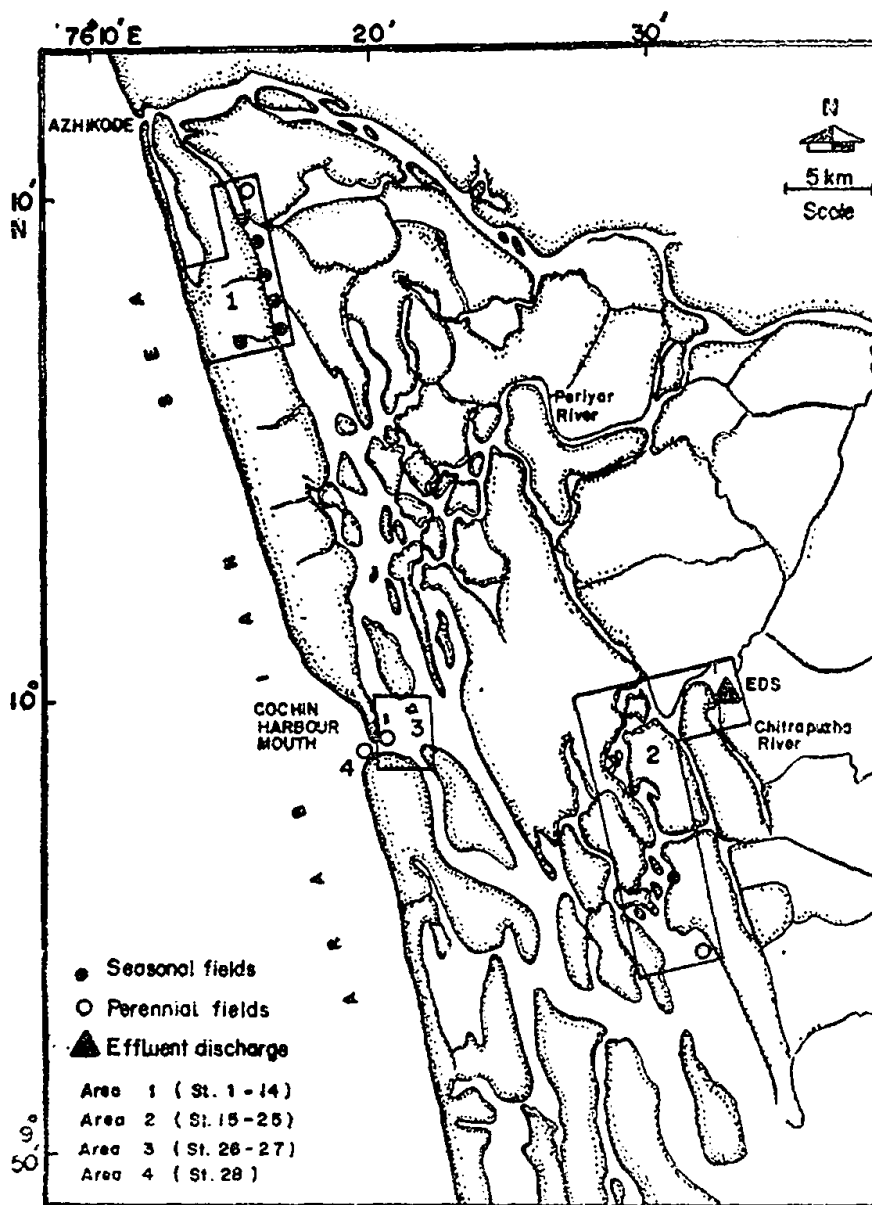 76°10'E 20' 30'
AZHIKODE
N
5 km
Scale
10'
N
1
ARABIAN SEA
Periyar
River
10°
COCHIN
HARBOUR
MOUTH
3
4
EDS
Chitrapuzha
River
2
Seasonal fields
Perennial fields
Effluent discharge
Area 1 (St. 1-14)
Area 2 (St. 15-25)
Area 3 (St. 26-27)
Area 4 (St. 28)
9°
50'